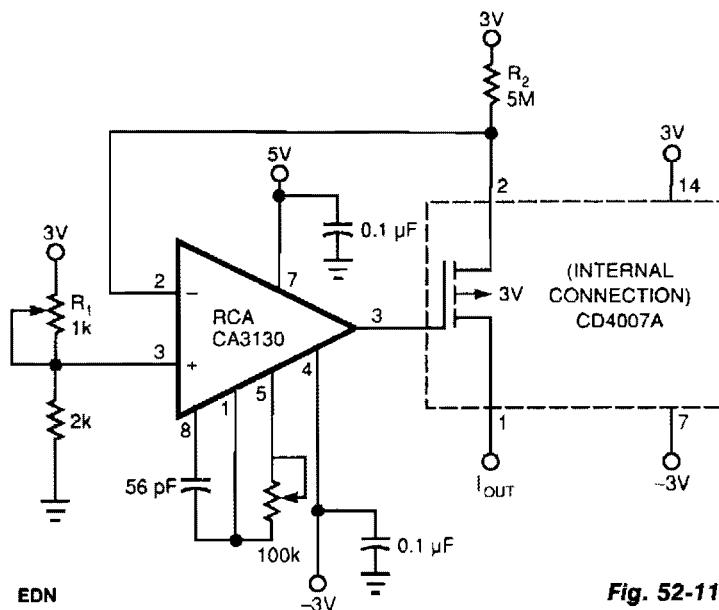 3V
R2
5M
5V
3V
2
14
0.1 µF
3V
7
R1
1k
2
−
RCA
CA3130
3
3V
(INTERNAL
CONNECTION)
CD4007A
3
+
4
5
1
8
2k
1
7
56 pF
IOUT
−3V
100k
0.1 µF
−3V
EDN
Fig. 52-11